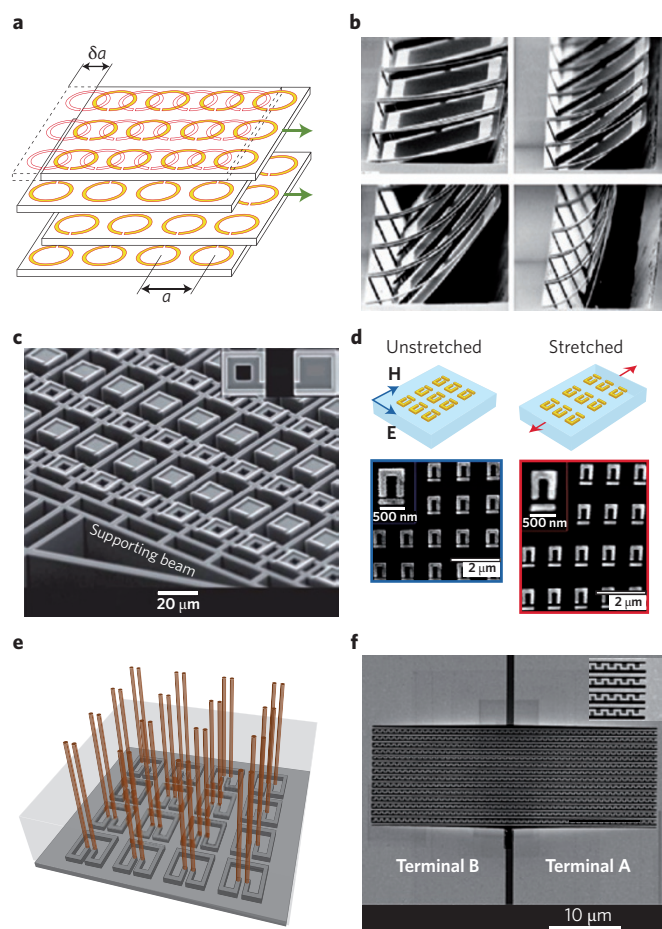 a
δa
a
b
c
Supporting beam
20 μm
d
Unstretched
Stretched
H
E
500 nm
2 μm
500 nm
2 μm
e
f
Terminal B
Terminal A
10 μm